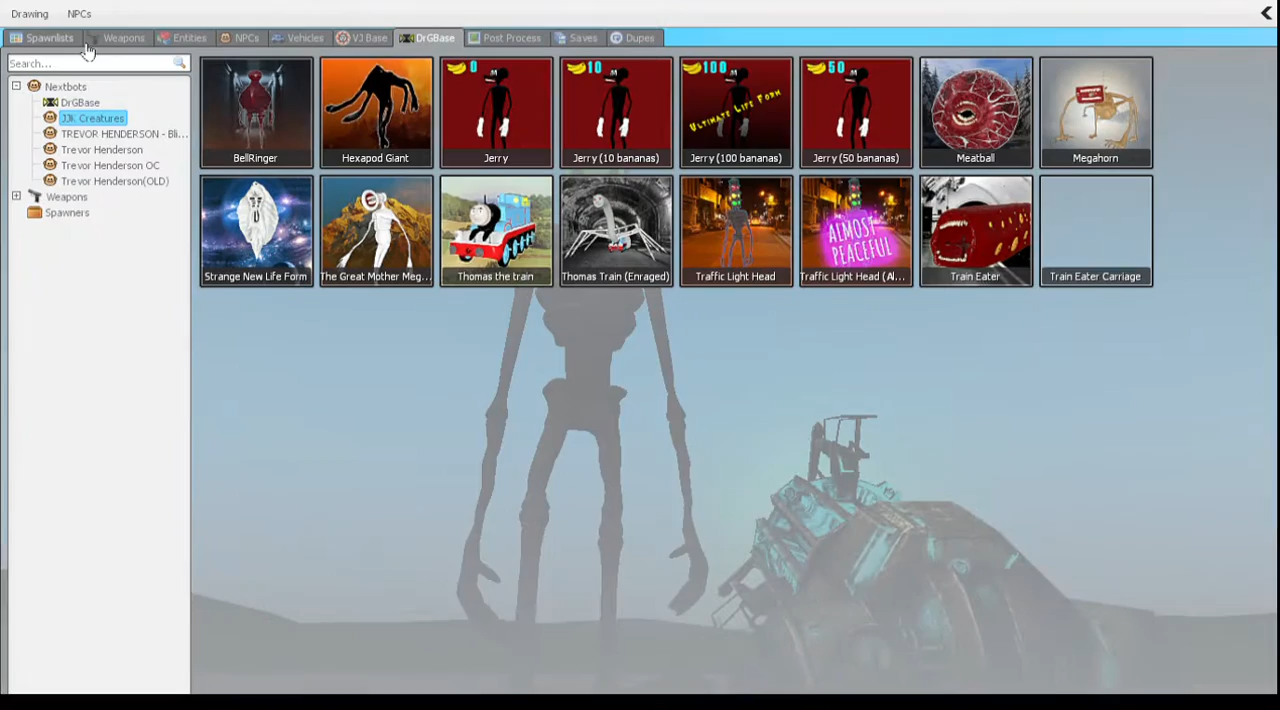 Drawing NPCs
Spawnlists Weapons Entities NPCs Vehicles VJ Base DrGBase Post Process Saves Dupes
Search...
Nextbots
DrGBase
JJk Creatures
TREVOR HENDERSON - Bli...
Trevor Henderson
Trevor Henderson OC
Trevor Henderson(OLD)
Weapons
Spawners
BellRinger
Hexapod Giant
0
Jerry
10
Jerry (10 bananas)
100
ULTIMATE LIFE FORM
Jerry (100 bananas)
50
Jerry (50 bananas)
Meatball
Megahorn
Strange New Life Form
The Great Mother Meg...
Thomas the train
Thomas Train (Enraged)
Traffic Light Head
ALMOST
PEACEFUL
Traffic Light Head (Al...
Train Eater
Train Eater Carriage